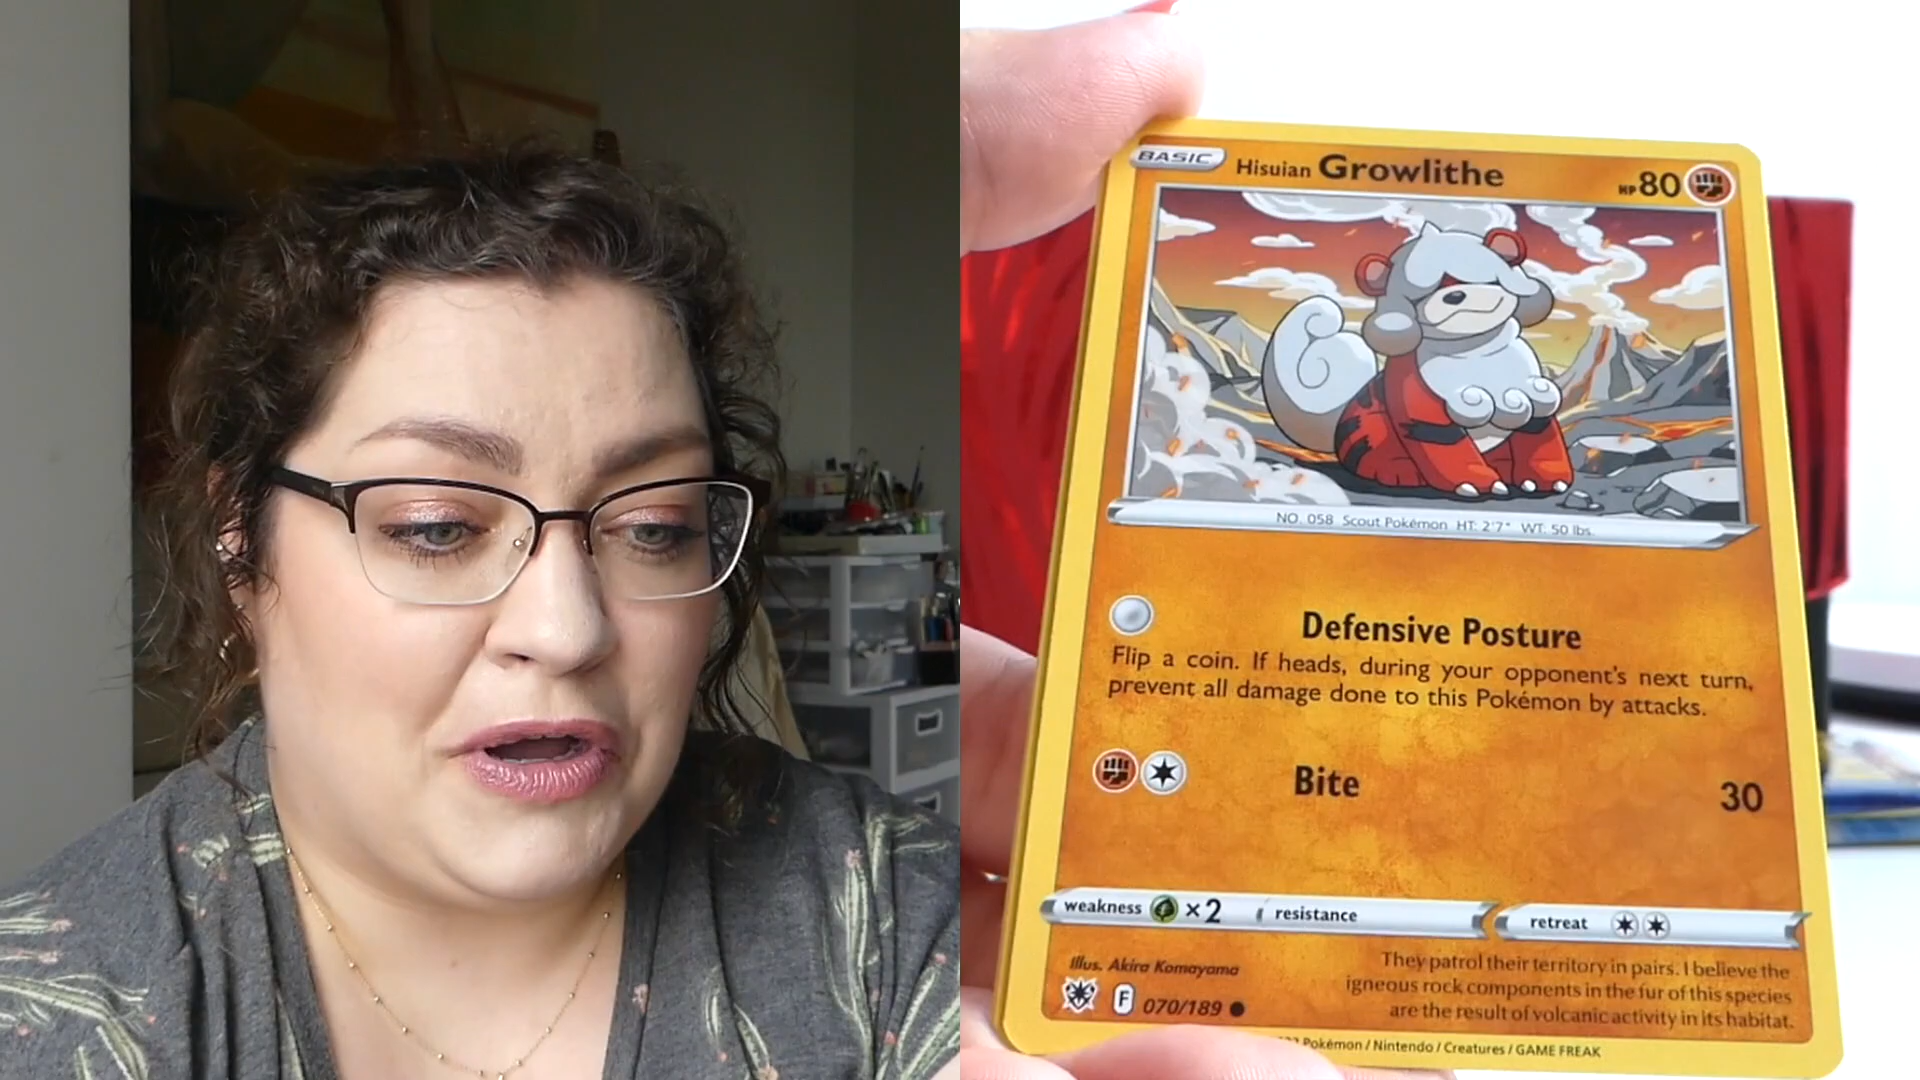 BASIC Hisuian Growlithe HP 80
NO. 058 Scout Pokémon HT: 2'7" WT: 50 lbs.
Defensive Posture
Flip a coin. If heads, during your opponent's next turn,
prevent all damage done to this Pokémon by attacks.
Bite 30
weakness ×2 resistance retreat
Illus. Akira Komayama
They patrol their territory in pairs. I believe the
igneous rock components in the fur of this species
are the result of volcanic activity in its habitat.
F 070/189
Pokémon / Nintendo / Creatures / GAME FREAK